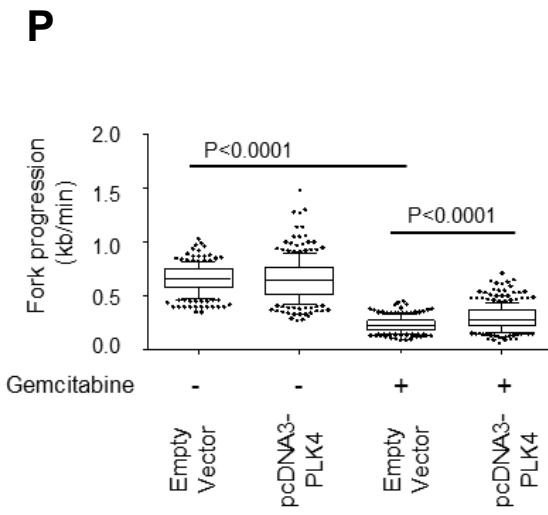 P
Fork progression
(kb/min)
2.0
1.5
1.0
0.5
0.0
P<0.0001
P<0.0001
Gemcitabine - - + +
Empty
Vector
pcDNA3-
PLK4
Empty
Vector
pcDNA3-
PLK4